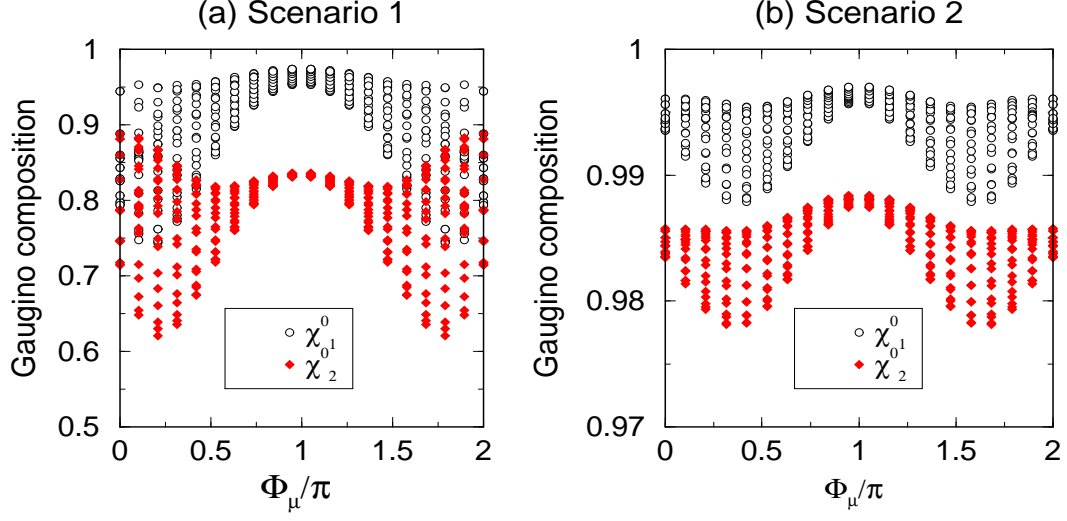 (a) Scenario 1
Gaugino composition
1
0.9
0.8
0.7
0.6
0.5
0
0.5
1
1.5
2
Φμ/π
χ⁰₁
χ⁰₂
(b) Scenario 2
Gaugino composition
1
0.99
0.98
0.97
0
0.5
1
1.5
2
Φμ/π
χ⁰₁
χ⁰₂